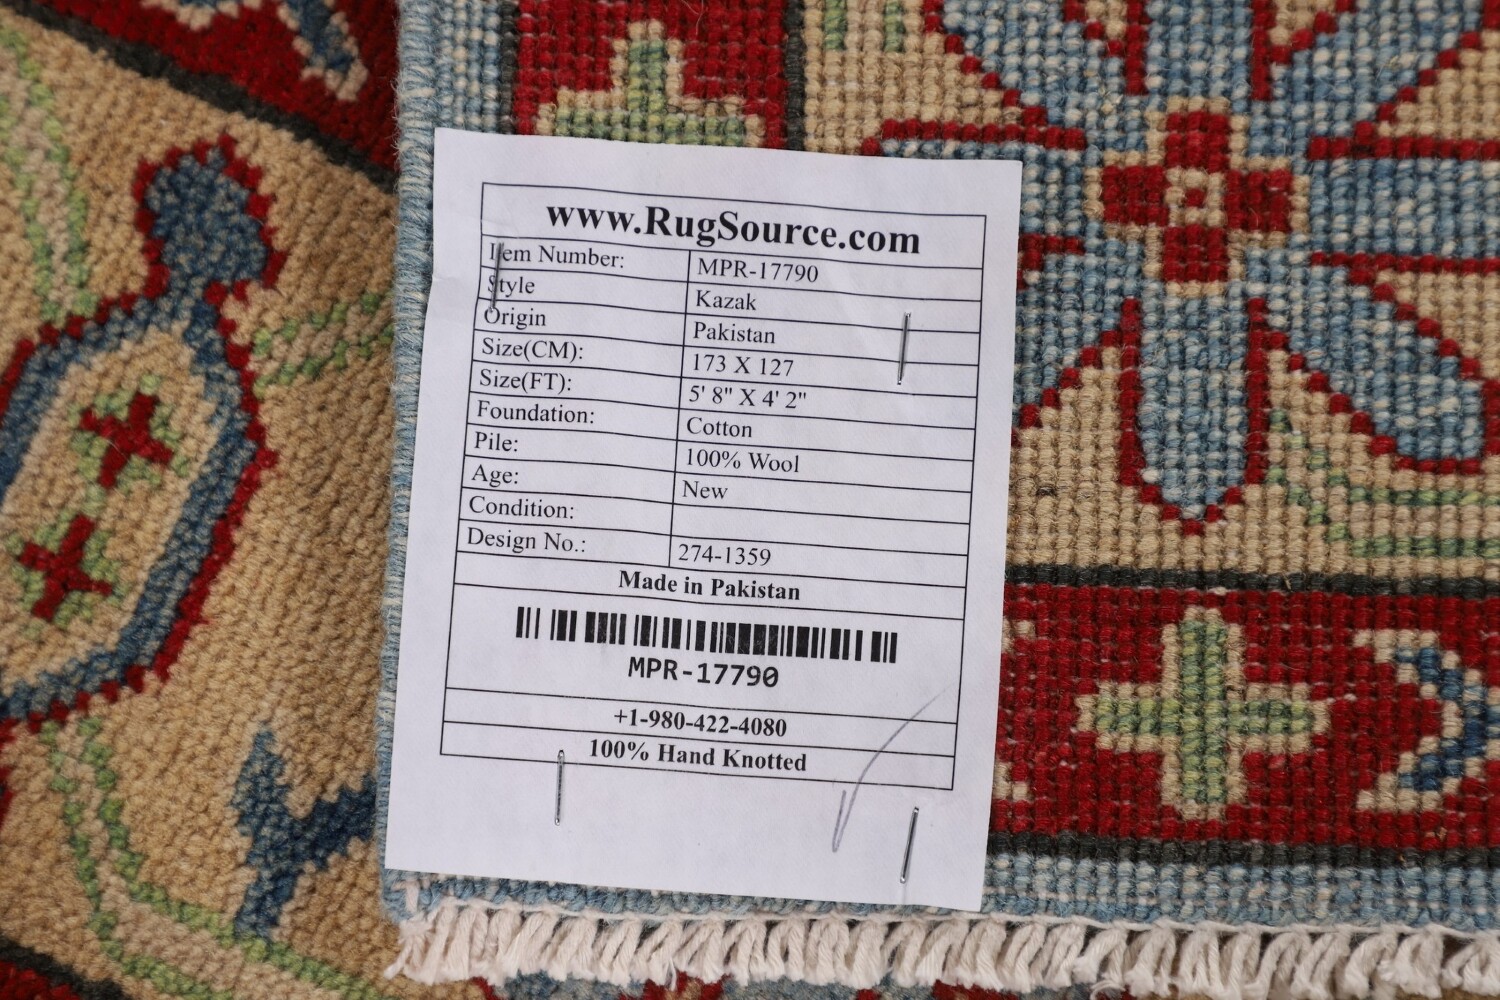 www.RugSource.com
Item Number: MPR-17790
Style Kazak
Origin Pakistan
Size(CM): 173 X 127
Size(FT): 5' 8" X 4' 2"
Foundation: Cotton
Pile: 100% Wool
Age: New
Condition:
Design No.: 274-1359
Made in Pakistan
MPR-17790
+1-980-422-4080
100% Hand Knotted